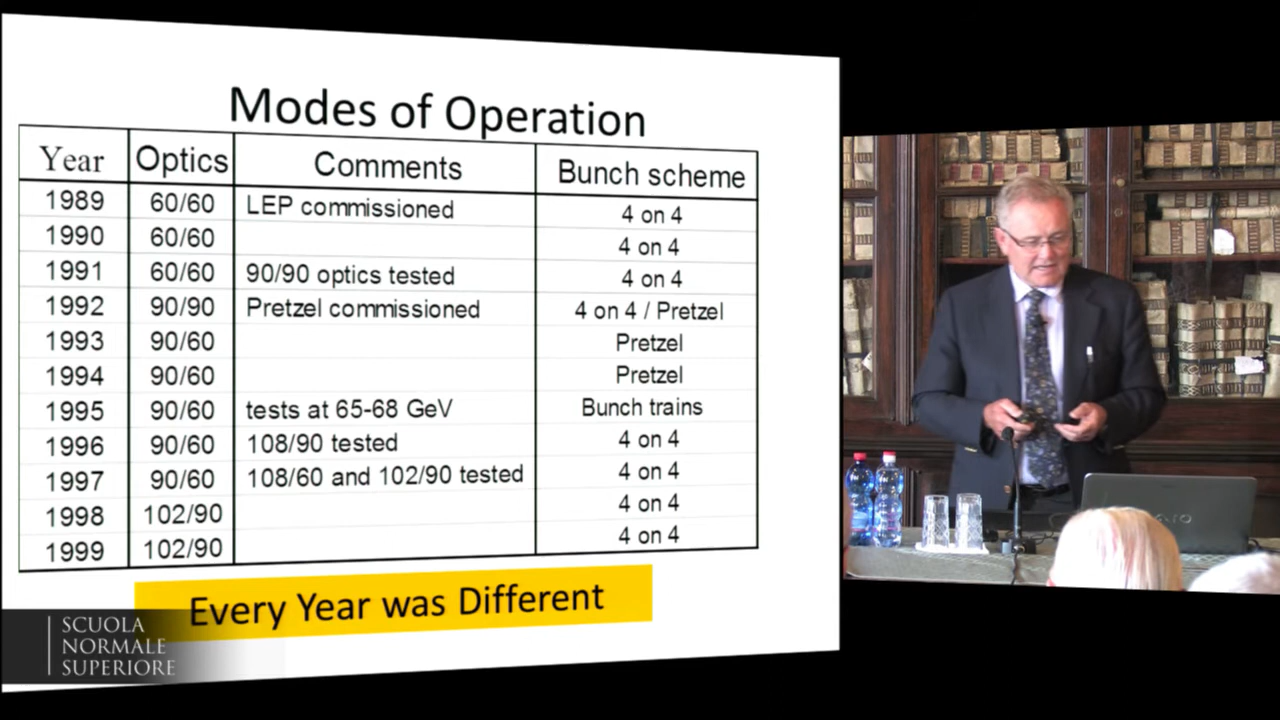 Modes of Operation
Year Optics Comments Bunch scheme
1989 60/60 LEP commissioned 4 on 4
1990 60/60 4 on 4
1991 60/60 90/90 optics tested 4 on 4
1992 90/90 Pretzel commissioned 4 on 4 / Pretzel
1993 90/60 Pretzel
1994 90/60 Pretzel
1995 90/60 tests at 65-68 GeV Bunch trains
1996 90/60 108/90 tested 4 on 4
1997 90/60 108/60 and 102/90 tested 4 on 4
1998 102/90 4 on 4
1999 102/90 4 on 4
Every Year was Different
SCUOLA
NORMALE
SUPERIORE